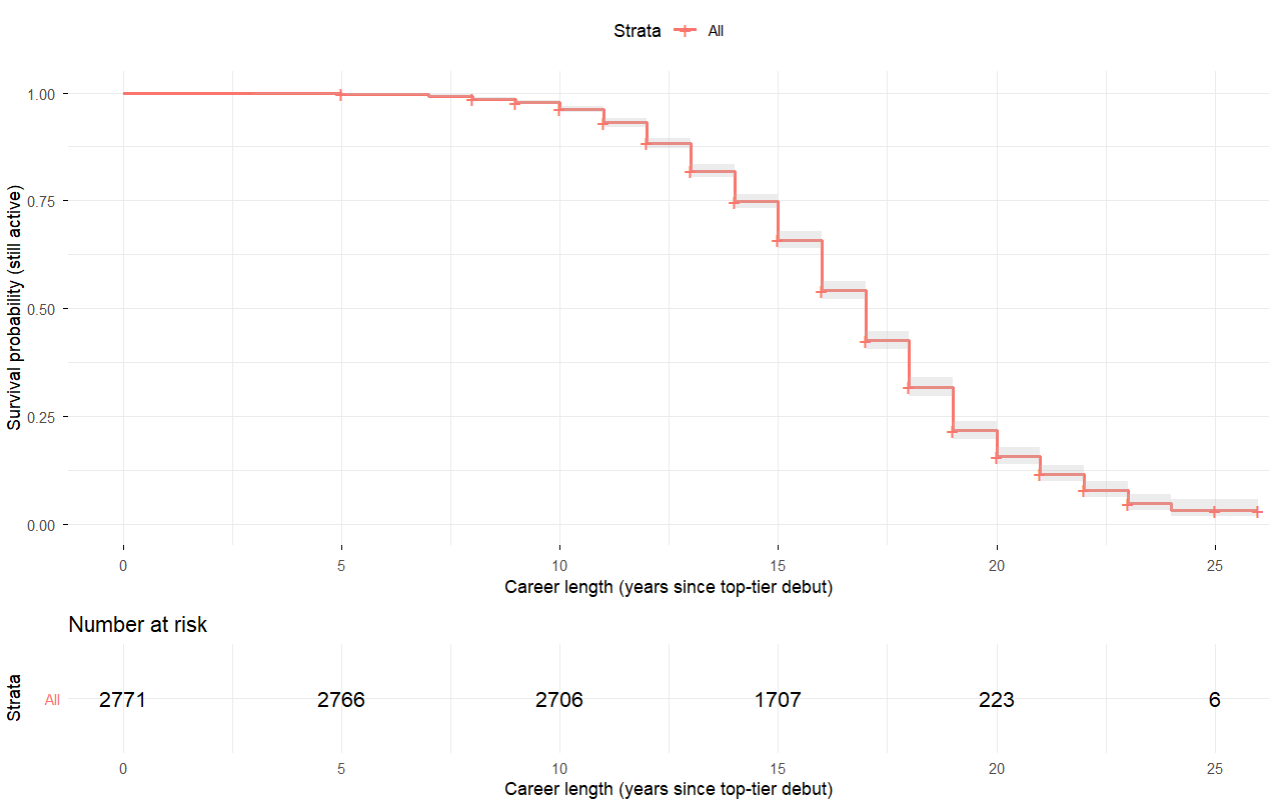 Strata All
1.00
0.75
0.50
0.25
0.00
Survival probability (still active)
0 5 10 15 20 25
Career length (years since top-tier debut)
Number at risk
Strata
All 2771 2766 2706 1707 223 6
0 5 10 15 20 25
Career length (years since top-tier debut)